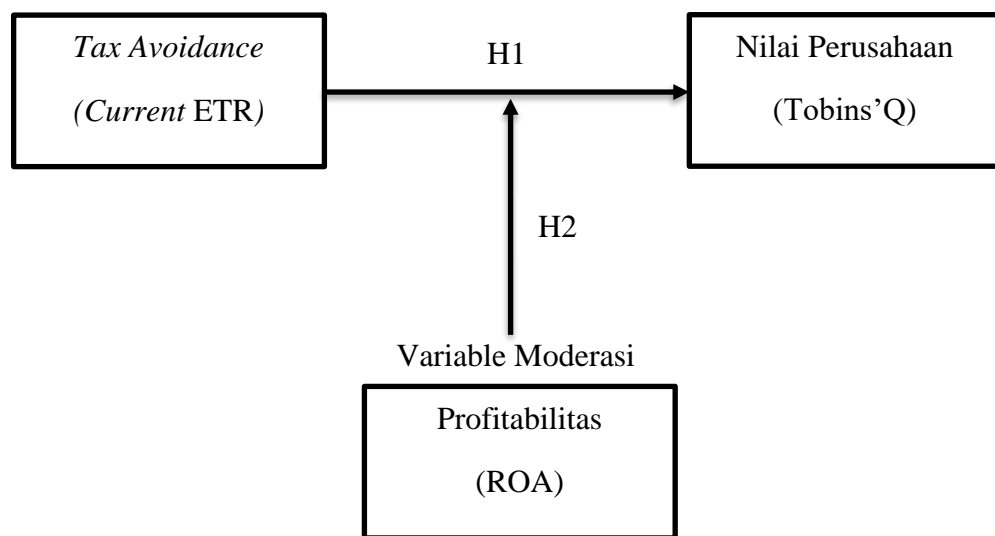 Tax Avoidance
(Current ETR)
H1
Nilai Perusahaan
(Tobins’Q)
H2
Variable Moderasi
Profitabilitas
(ROA)